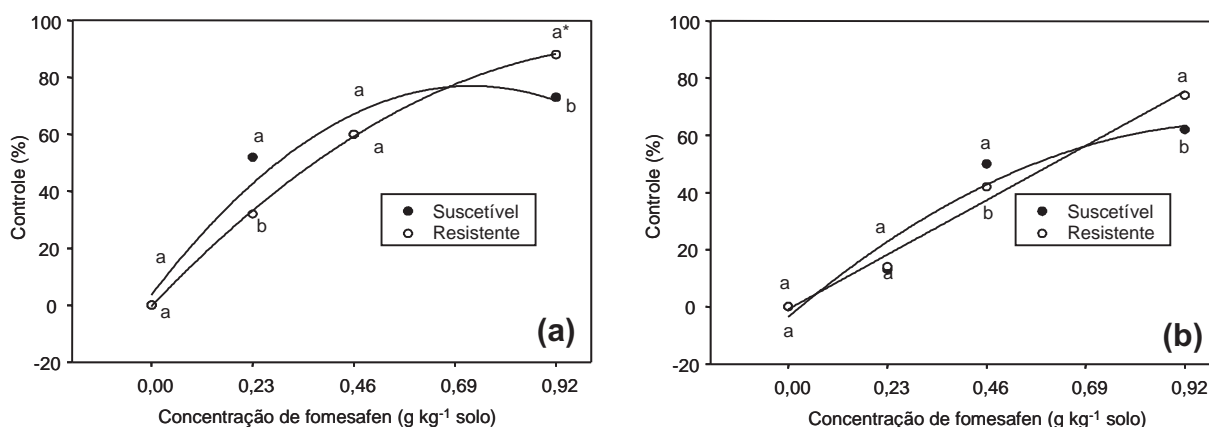 100
80
60
40
20
0
-20
Controle (%)
a
a
a
b
a
a
a*
b
Suscetível
Resistente
(a)
0,00 0,23 0,46 0,69 0,92
Concentração de fomesafen (g kg-1 solo)
100
80
60
40
20
0
-20
Controle (%)
a
a
a
a
a
b
a
b
Suscetível
Resistente
(b)
0,00 0,23 0,46 0,69 0,92
Concentração de fomesafen (g kg-1 solo)